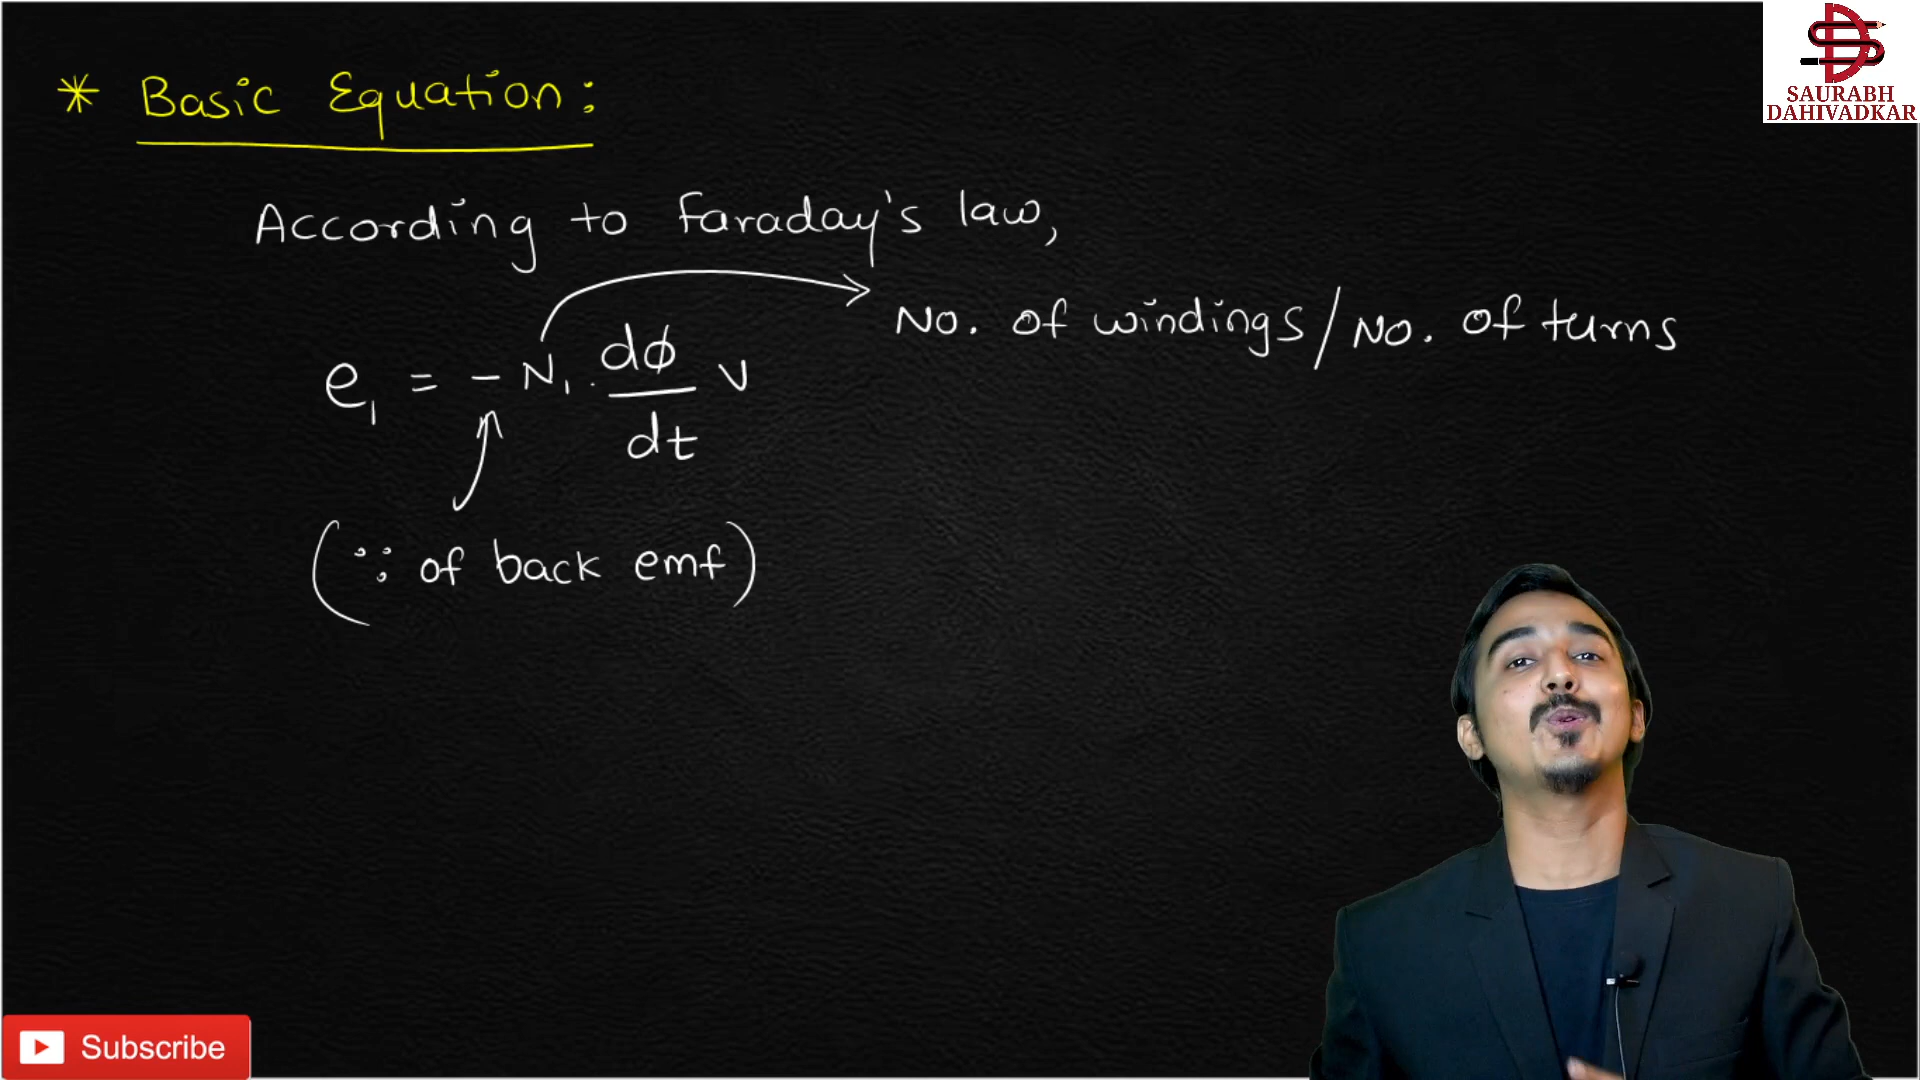 SAURABH
DAHIVADKAR
* Basic Equation:
According to Faraday's law,
No. of windings / No. of turns
e₁ = - N₁ . dϕ/dt v
(∵ of back emf)
Subscribe